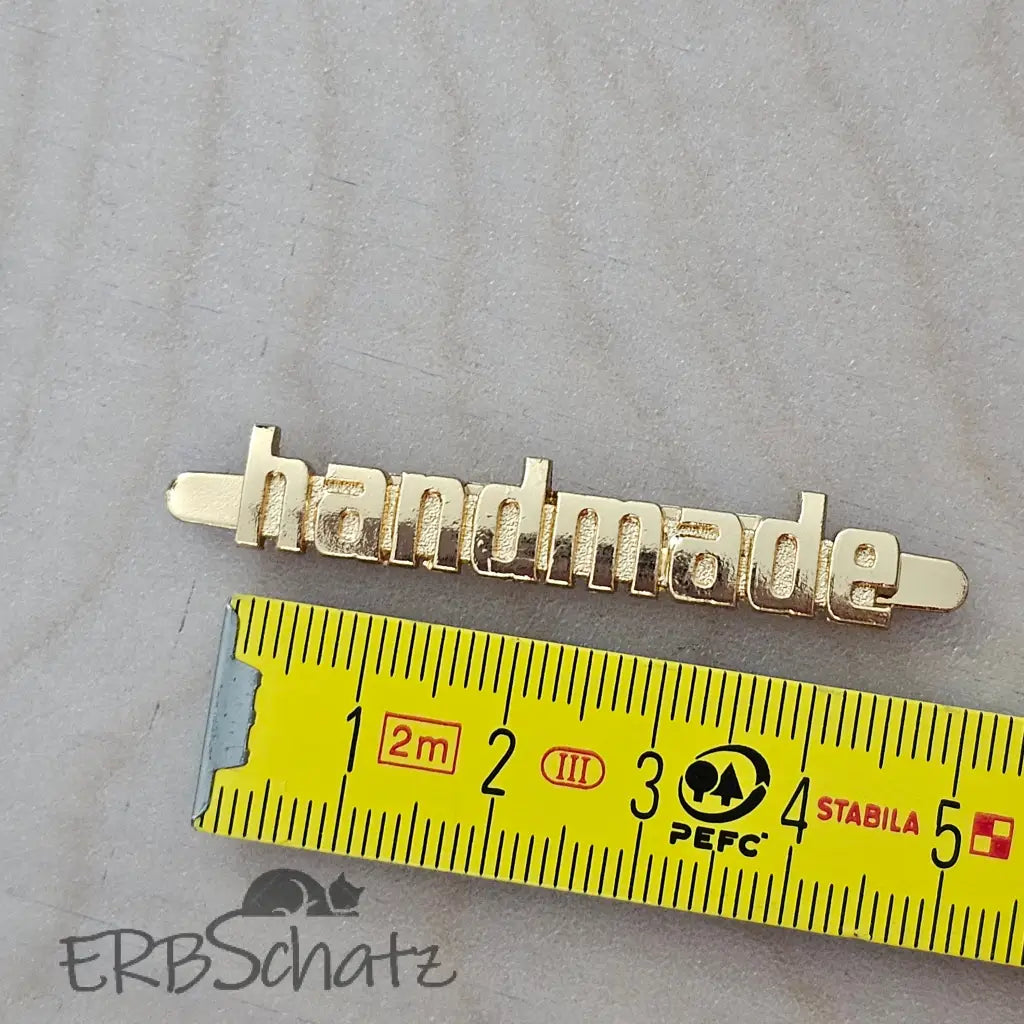 handmade
1 2m 2 III 3 PEFC 4 STABILA 5
ERBSchatz